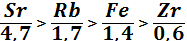 Sr/4,7 > Rb/1,7 > Fe/1,4 > Zr/0,6